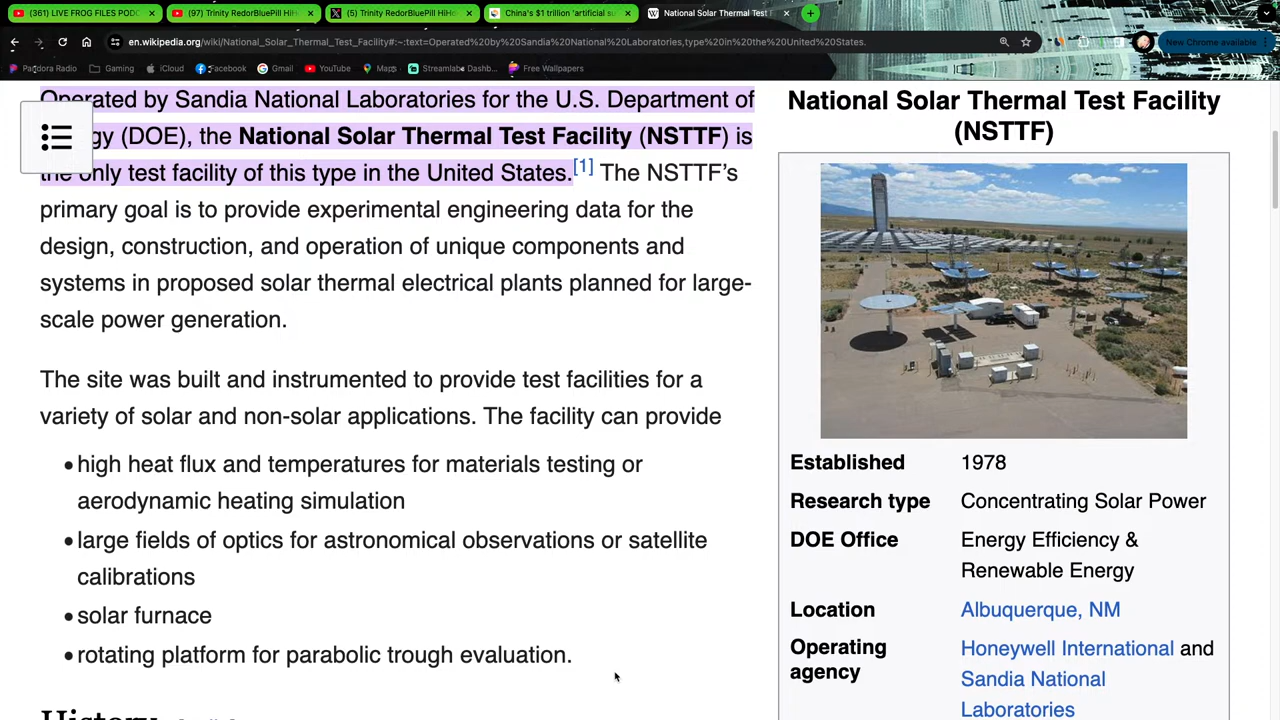 (361) LIVE FROG FILES PODC
(97) Trinity RedorBluePill HiHo
(5) Trinity RedorBluePill HiHo
China's $1 trillion 'artificial su
National Solar Thermal Test F
en.wikipedia.org/wiki/National_Solar_Thermal_Test_Facility#:~:text=Operated%20by%20Sandia%20National%20Laboratories,type%20in%20the%20United%20States.
New Chrome available
Pandora Radio
Gaming
iCloud
Facebook
Gmail
YouTube
Maps
Streamlabs Dashb...
Free Wallpapers
Operated by Sandia National Laboratories for the U.S. Department of
gy (DOE), the National Solar Thermal Test Facility (NSTTF) is
the only test facility of this type in the United States.[1] The NSTTF's
primary goal is to provide experimental engineering data for the
design, construction, and operation of unique components and
systems in proposed solar thermal electrical plants planned for large-
scale power generation.
The site was built and instrumented to provide test facilities for a
variety of solar and non-solar applications. The facility can provide
• high heat flux and temperatures for materials testing or
aerodynamic heating simulation
• large fields of optics for astronomical observations or satellite
calibrations
• solar furnace
• rotating platform for parabolic trough evaluation.
History
National Solar Thermal Test Facility
(NSTTF)
Established 1978
Research type Concentrating Solar Power
DOE Office Energy Efficiency &
Renewable Energy
Location Albuquerque, NM
Operating agency Honeywell International and
Sandia National
Laboratories